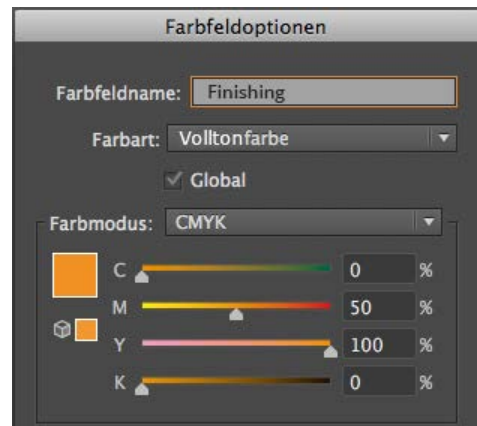 Farbfeldoptionen
Farbfeldname: Finishing
Farbart: Volltonfarbe
Global
Farbmodus: CMYK
C 0 %
M 50 %
Y 100 %
K 0 %